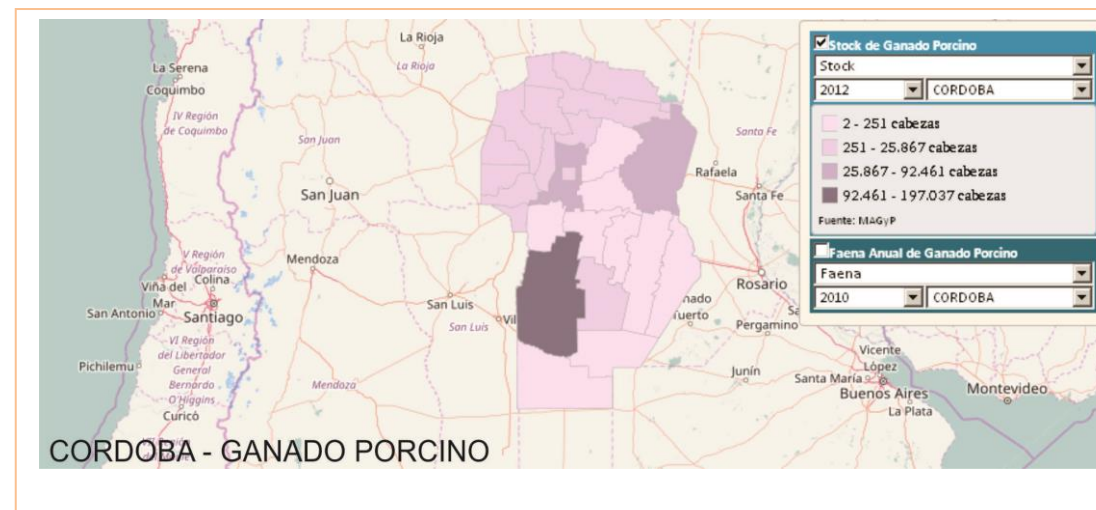 La Rioja
La Rioja
La Serena
Coquimbo
IV Región
de Coquimbo
San Juan
Santa Fe
San Juan
Rafaela
Santa Fe
V Región
de Valparaíso
Mendoza
Colina
Viña del
Mar
San Antonio
Santiago
San Luis
San Luis
Rosario
Pergamino
VI Región
del Libertador
General
Bernardo
O'Higgins
Pichilemu
Curicó
Mendoza
Junín
Vicente
López
Santa María
Buenos Aires
La Plata
Montevideo
Stock de Ganado Porcino
Stock
2012 CORDOBA
2 - 251 cabezas
251 - 25.867 cabezas
25.867 - 92.461 cabezas
92.461 - 197.037 cabezas
Fuente: MAGyP
Faena Anual de Ganado Porcino
Faena
2010 CORDOBA
CORDOBA - GANADO PORCINO